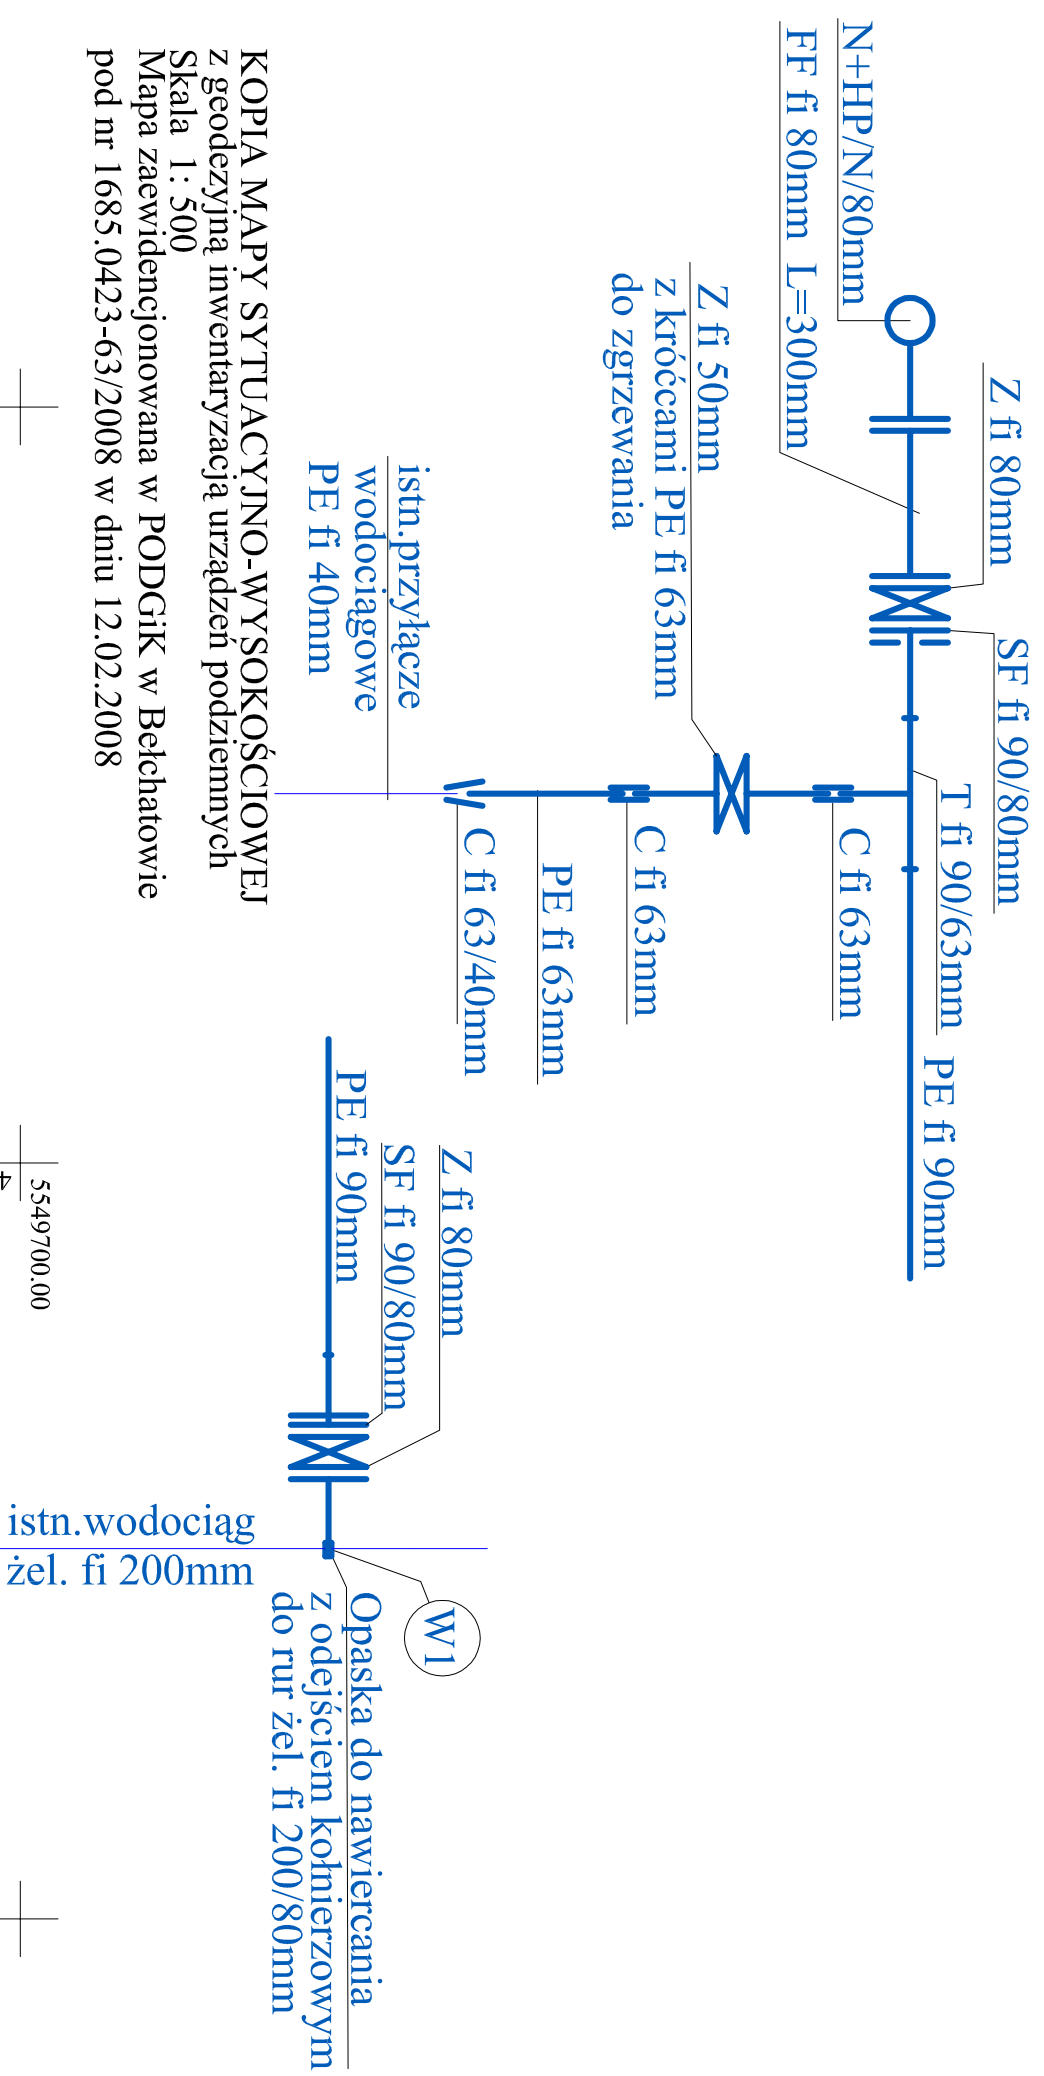 N+HP/N/80mm
FF fi 80mm L=300mm
Z fi 80mm
SF fi 90/80mm
T fi 90/63mm
PE fi 90mm
Z fi 50mm
z króćcami PE fi 63mm
do zgrzewania
C fi 63mm
C fi 63mm
PE fi 63mm
C fi 63/40mm
istn.przyłącze
wodociągowe
PE fi 40mm
Z fi 80mm
SF fi 90/80mm
PE fi 90mm
W1
Opaska do nawiercania
z odejściem kołnierzowym
do rur żel. fi 200/80mm
istn.wodociąg
żel. fi 200mm
KOPIA MAPY SYTUACYJNO-WYSOKOŚCIOWEJ
z geodezyjną inwentaryzacją urządzeń podziemnych
Skala 1: 500
Mapa zaewidencjonowana w PODGiK w Bełchatowie
pod nr 1685.0423-63/2008 w dniu 12.02.2008
5549700.00